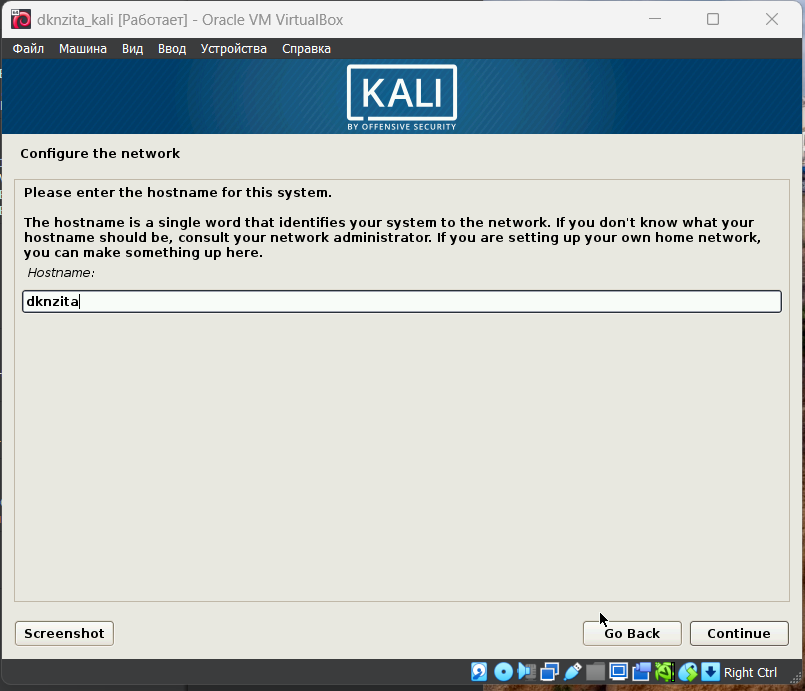 dknzita_kali [Работает] - Oracle VM VirtualBox
Файл Машина Вид Ввод Устройства Справка
KALI
BY OFFENSIVE SECURITY
Configure the network
Please enter the hostname for this system.
The hostname is a single word that identifies your system to the network. If you don't know what your
hostname should be, consult your network administrator. If you are setting up your own home network,
you can make something up here.
Hostname:
dknzita
Screenshot Go Back Continue
Right Ctrl